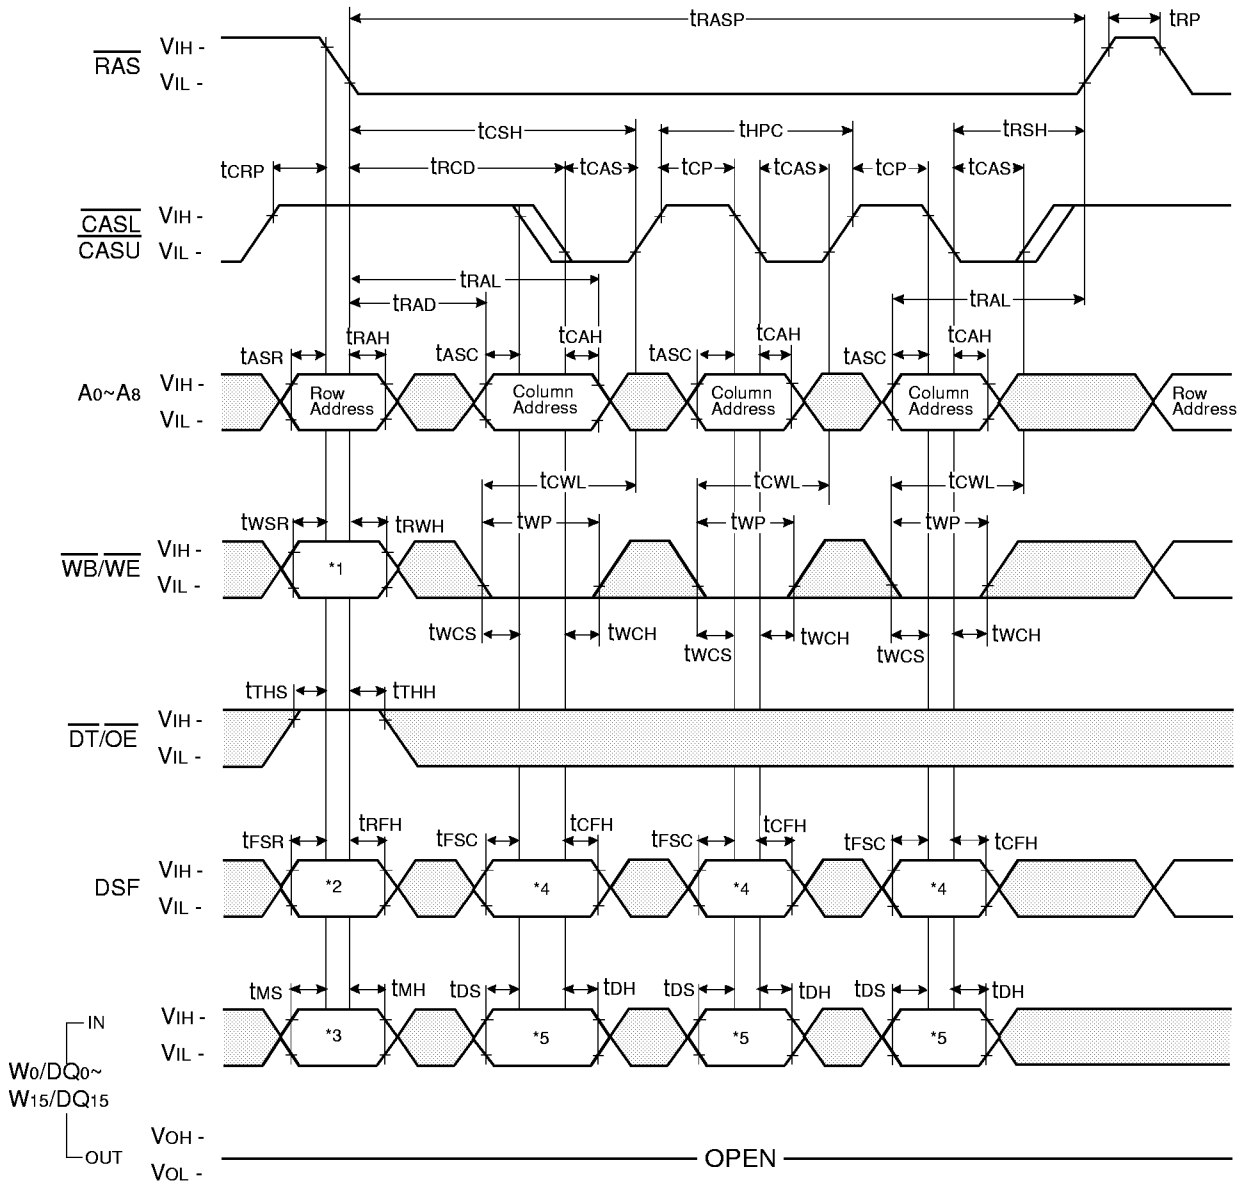 tRASP
tRP
RAS
VIH -
VIL -
tCSH
tHPC
tRSH
tCRP
tRCD
tCAS
tCP
tCAS
tCP
tCAS
CASL
CASU
VIH -
VIL -
tRAL
tRAD
tRAL
tASR
tRAH
tASC
tCAH
tASC
tCAH
tASC
tCAH
A0~A8
VIH -
VIL -
Row
Address
Column
Address
Column
Address
Column
Address
Row
Address
tCWL
tCWL
tCWL
tWSR
tRWH
tWP
tWP
tWP
WB/WE
VIH -
VIL -
*1
tWCS
tWCH
tWCS
tWCH
tWCS
tWCH
tTHS
tTHH
DT/OE
VIH -
VIL -
tFSR
tRFH
tFSC
tCFH
tFSC
tCFH
tFSC
tCFH
DSF
VIH -
VIL -
*2
*4
*4
*4
tMS
tMH
tDS
tDH
tDS
tDH
tDS
tDH
IN
VIH -
VIL -
*3
*5
*5
*5
W0/DQ0~
W15/DQ15
OUT
VOH -
VOL -
OPEN